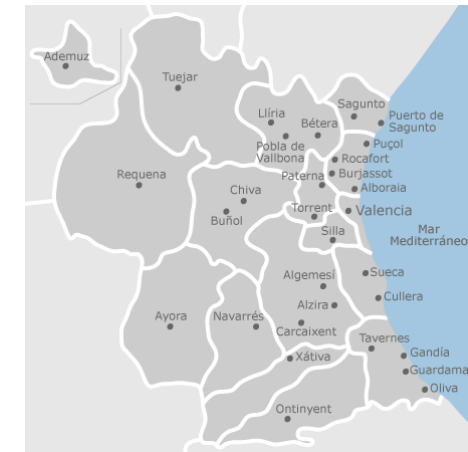 Ademuz
Tuejar
Llíria
Bétera
Pobla de
Vallbona
Sagunto
Puerto de
Sagunto
Puçol
Rocafort
Burjassot
Paterna
Alboraia
Requena
Chiva
Buñol
Torrent
Valencia
Silla
Mar
Mediterráneo
Algemesí
Sueca
Alzira
Cullera
Ayora
Navarrés
Carcaixent
Tavernes
Xátiva
Gandía
Guardama
Oliva
Ontinyent